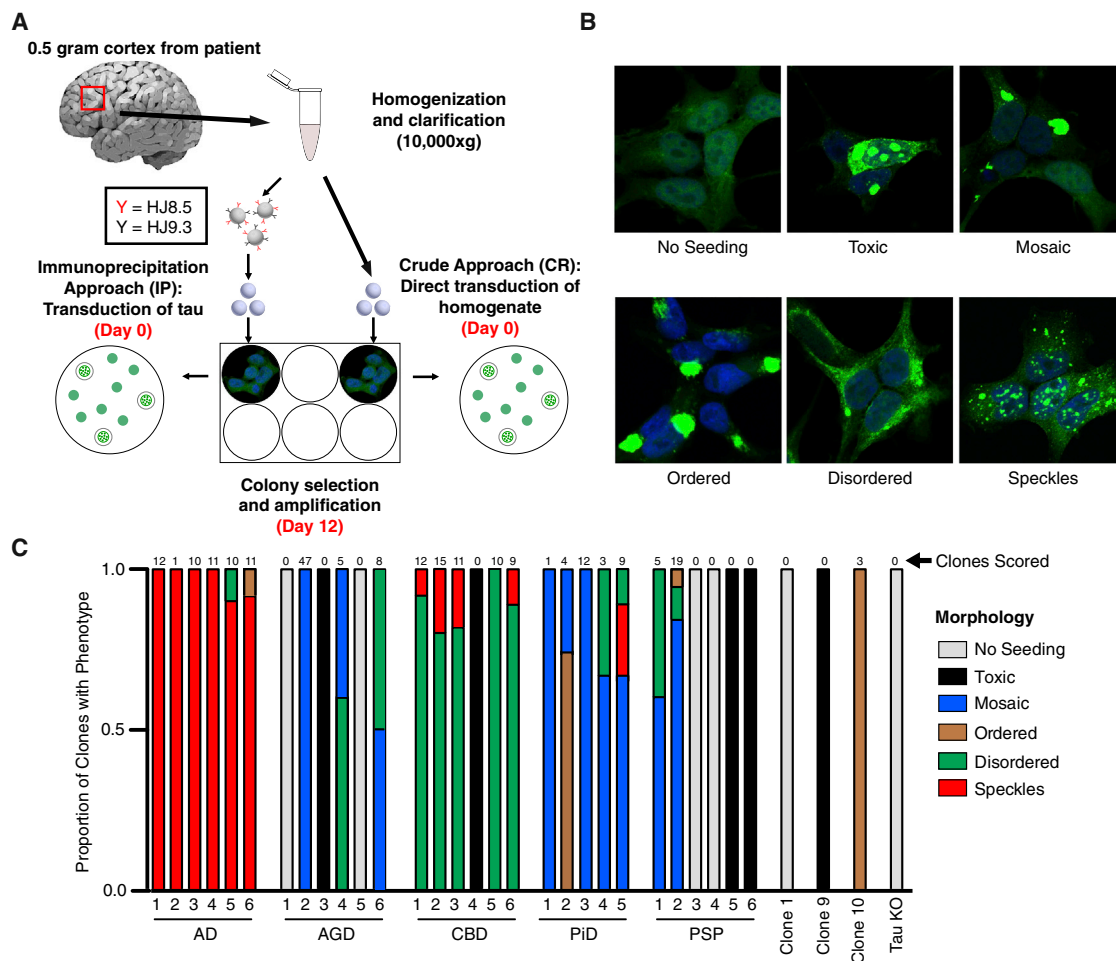 A
0.5 gram cortex from patient
Homogenization
and clarification
(10,000xg)
Y = HJ8.5
Y = HJ9.3
Immunoprecipitation
Approach (IP):
Transduction of tau
(Day 0)
Crude Approach (CR):
Direct transduction of
homogenate
(Day 0)
Colony selection
and amplification
(Day 12)
B
No Seeding
Toxic
Mosaic
Ordered
Disordered
Speckles
C
12 1 10 11 10 11 0 47 0 5 0 8 12 15 11 0 10 9 1 4 12 3 9 5 19 0 0 0 0 0 0 3 0
Clones Scored
Proportion of Clones with Phenotype
1.0
0.5
0.0
Morphology
No Seeding
Toxic
Mosaic
Ordered
Disordered
Speckles
1 2 3 4 5 6 1 2 3 4 5 6 1 2 3 4 5 6 1 2 3 4 5 1 2 3 4 5 6
AD AGD CBD PiD PSP
Clone 1
Clone 9
Clone 10
Tau KO